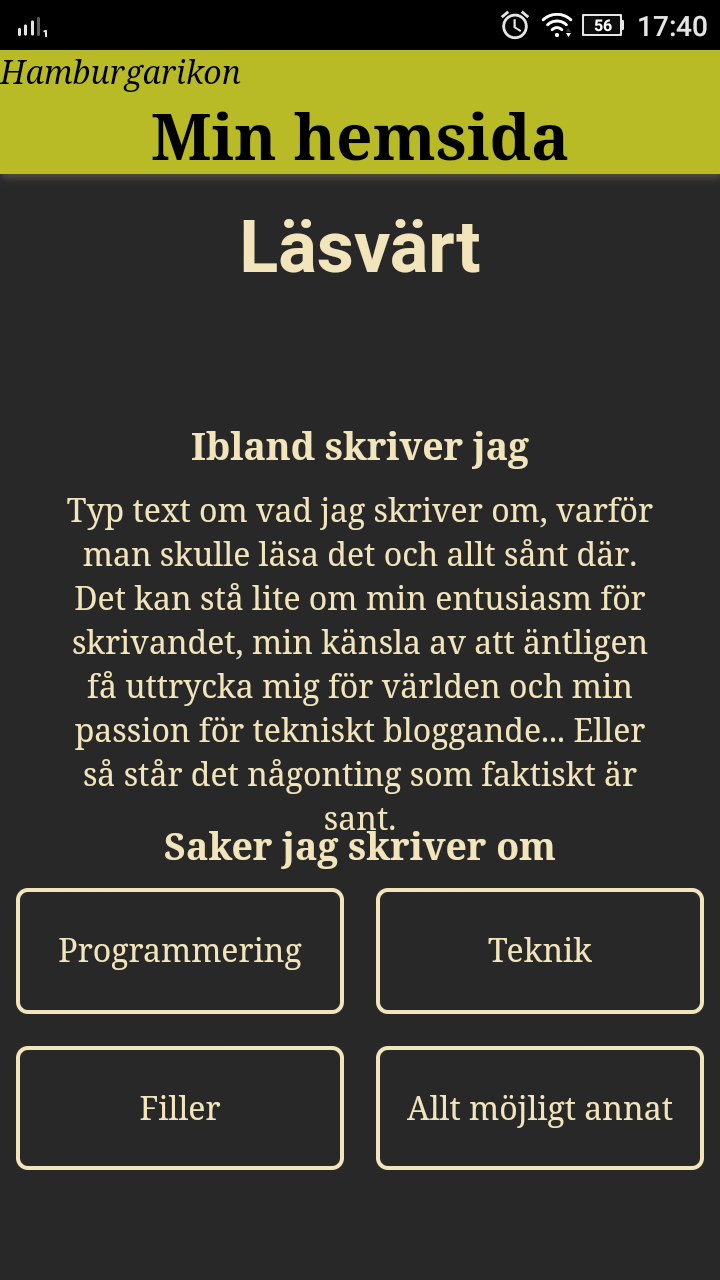 1
56
17:40
Hamburgarikon
Min hemsida
Läsvärt
Ibland skriver jag
Typ text om vad jag skriver om, varför
man skulle läsa det och allt sånt där.
Det kan stå lite om min entusiasm för
skrivandet, min känsla av att äntligen
få uttrycka mig för världen och min
passion för tekniskt bloggande... Eller
så står det någonting som faktiskt är
sant.
Saker jag skriver om
Programmering
Teknik
Filler
Allt möjligt annat